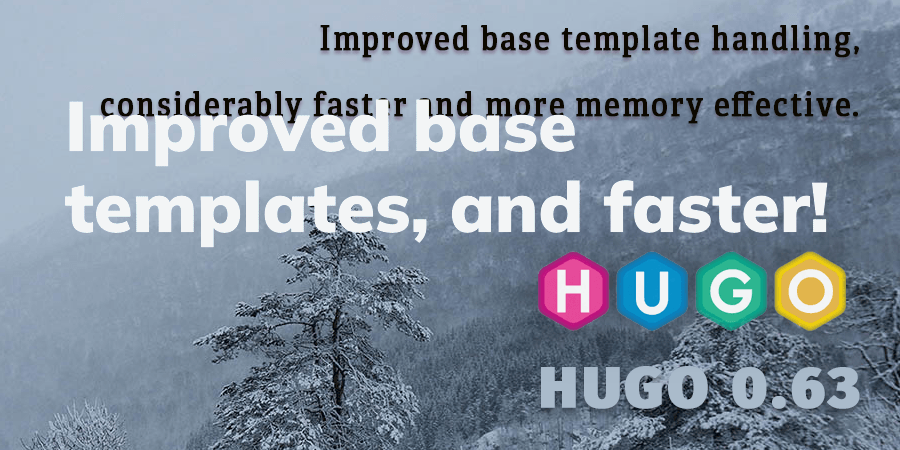 Improved base template handling,
considerably faster and more memory effective.
Improved base
templates, and faster!
HUGO
HUGO 0.63